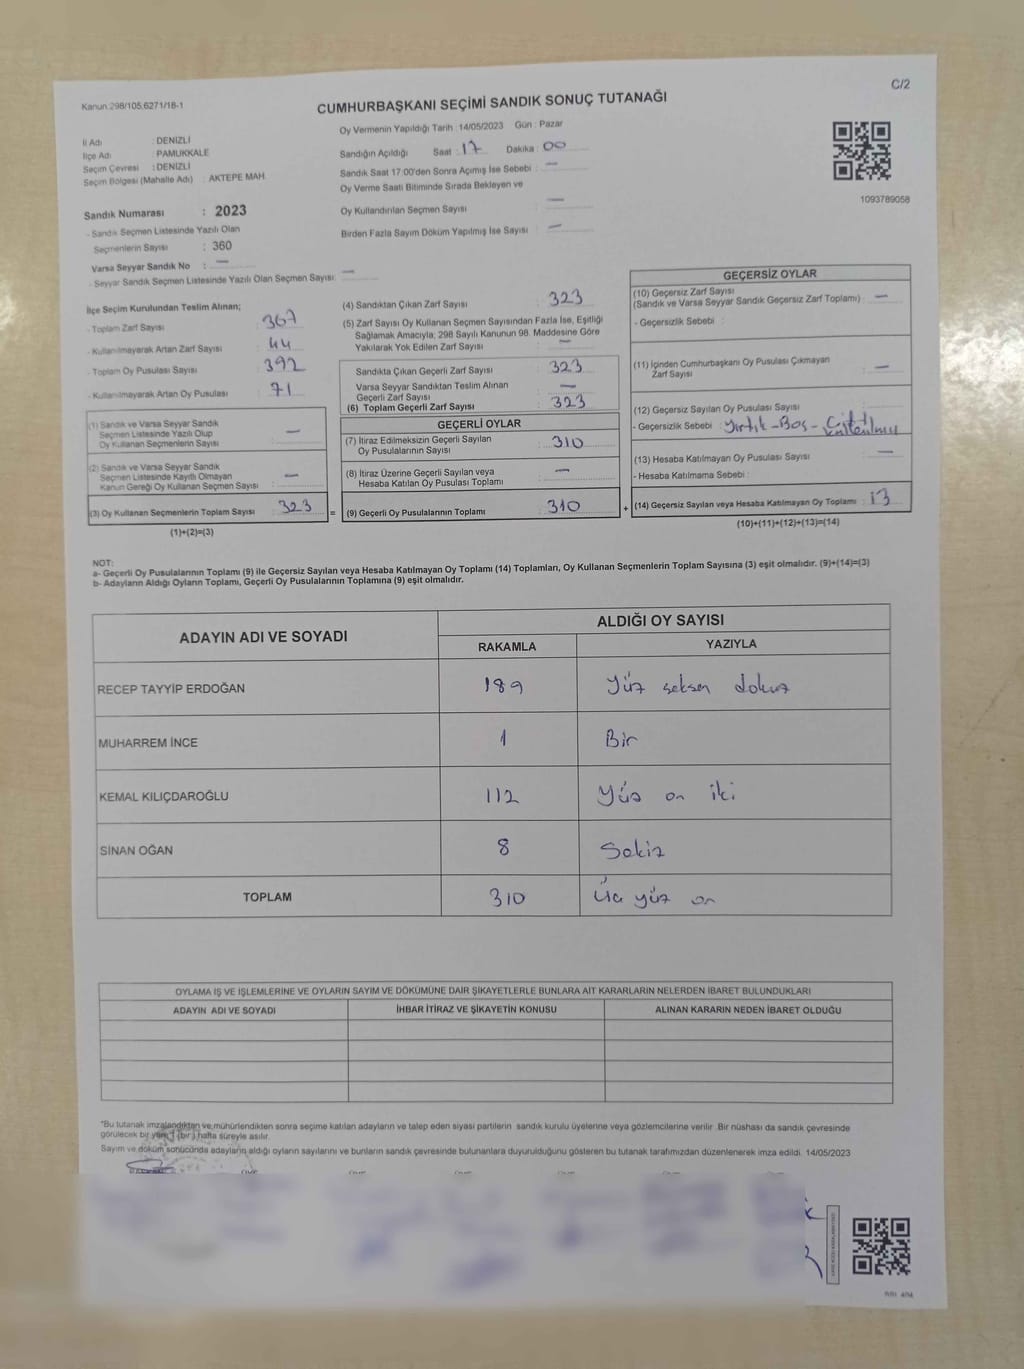 C/2
Kanun 298/105,6271/18-1
CUMHURBAŞKANI SEÇİMİ SANDIK SONUÇ TUTANAĞI
İl Adı : DENİZLİ
İlçe Adı : PAMUKKALE
Seçim Çevresi : DENİZLİ
Seçim Bölgesi (Mahalle Adı) : AKTEPE MAH.
Sandık Numarası : 2023
- Sandık Seçmen Listesinde Yazılı Olan
Seçmenlerin Sayısı : 360
Varsa Seyyar Sandık No : —
- Seyyar Sandık Seçmen Listesinde Yazılı Olan Seçmen Sayısı: —
Oy Vermenin Yapıldığı Tarih : 14/05/2023 Gün : Pazar
Sandığın Açıldığı Saat : 17 Dakika : 00
Sandık Saat 17:00'den Sonra Açımış İse Sebebi : —
Oy Verme Saati Bitiminde Sırada Bekleyen ve
Oy Kullandırılan Seçmen Sayısı : —
Birden Fazla Sayım Döküm Yapılmış İse Sayısı : —
1093789058
İlçe Seçim Kurulundan Teslim Alınan;
- Toplam Zarf Sayısı : 367
- Kullanılmayarak Artan Zarf Sayısı : 44
- Toplam Oy Pusulası Sayısı : 392
- Kullanılmayarak Artan Oy Pusulası : 71
(1) Sandık ve Varsa Seyyar Sandık
Seçmen Listesinde Yazılı Olup
Oy Kullanan Seçmenlerin Sayısı : —
(2) Sandık ve Varsa Seyyar Sandık
Seçmen Listesinde Kayıtlı Olmayan
Kanun Gereği Oy Kullanan Seçmen Sayısı : —
(3) Oy Kullanan Seçmenlerin Toplam Sayısı : 323 =
(1)+(2)=(3)
(4) Sandıktan Çıkan Zarf Sayısı : 323
(5) Zarf Sayısı Oy Kullanan Seçmen Sayısından Fazla İse, Eşitliği
Sağlamak Amacıyla; 298 Sayılı Kanunun 98. Maddesine Göre
Yakılarak Yok Edilen Zarf Sayısı : —
Sandıkta Çıkan Geçerli Zarf Sayısı : 323
Varsa Seyyar Sandıktan Teslim Alınan
Geçerli Zarf Sayısı : —
(6) Toplam Geçerli Zarf Sayısı : 323
GEÇERLİ OYLAR
(7) İtiraz Edilmeksizin Geçerli Sayılan
Oy Pusulalarının Sayısı : 310
(8) İtiraz Üzerine Geçerli Sayılan veya
Hesaba Katılan Oy Pusulası Toplamı : —
(9) Geçerli Oy Pusulalarının Toplamı : 310 +
GEÇERSİZ OYLAR
(10) Geçersiz Zarf Sayısı
(Sandık ve Varsa Seyyar Sandık Geçersiz Zarf Toplamı) : —
- Geçersizlik Sebebi :
(11) İçinden Cumhurbaşkanı Oy Pusulası Çıkmayan
Zarf Sayısı : —
(12) Geçersiz Sayılan Oy Pusulası Sayısı :
- Geçersizlik Sebebi : Yırtık-Boş-
(13) Hesaba Katılmayan Oy Pusulası Sayısı : —
- Hesaba Katılmama Sebebi :
(14) Geçersiz Sayılan veya Hesaba Katılmayan Oy Toplamı : 13
(10)+(11)+(12)+(13)=(14)
NOT:
a- Geçerli Oy Pusulalarının Toplamı (9) ile Geçersiz Sayılan veya Hesaba Katılmayan Oy Toplamı (14) Toplamları, Oy Kullanan Seçmenlerin Toplam Sayısına (3) eşit olmalıdır. (9)+(14)=(3)
b- Adayların Aldığı Oyların Toplamı, Geçerli Oy Pusulalarının Toplamına (9) eşit olmalıdır.
ADAYIN ADI VE SOYADI
ALDIĞI OY SAYISI
RAKAMLA YAZIYLA
RECEP TAYYİP ERDOĞAN 189 Yüz seksen dokuz
MUHARREM İNCE 1 Bir
KEMAL KILIÇDAROĞLU 112 Yüz on iki
SİNAN OĞAN 8 Sekiz
TOPLAM 310 Üç yüz on
OYLAMA İŞ VE İŞLEMLERİNE VE OYLARIN SAYIM VE DÖKÜMÜNE DAİR ŞİKAYETLERLE BUNLARA AİT KARARLARIN NELERDEN İBARET BULUNDUKLARI
ADAYIN ADI VE SOYADI İHBAR İTİRAZ VE ŞİKAYETİN KONUSU ALINAN KARARIN NEDEN İBARET OLDUĞU
*Bu tutanak imzalandıktan ve mühürlendikten sonra seçime katılan adayların ve talep eden siyasi partilerin sandık kurulu üyelerine veya gözlemcilerine verilir. Bir nüshası da sandık çevresinde
görülecek bir yere 1 (bir) hafta süreyle asılır.
Sayım ve döküm sonucunda adayların aldığı oyların sayılarını ve bunların sandık çevresinde bulunanlara duyurulduğunu gösteren bu tutanak tarafımızdan düzenlenerek imza edildi. 14/05/2023